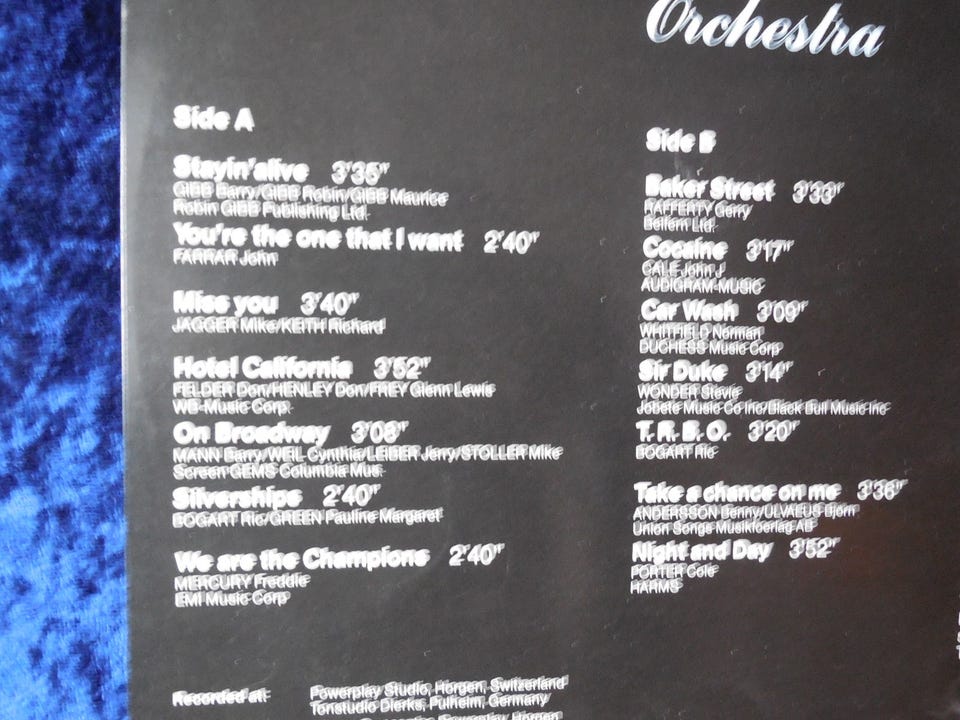 Orchestra
Side A
Stayin'alive 3'35"
GIBB Barry/GIBB Robin/GIBB Maurice
Robin GIBB Publishing Ltd.
You're the one that I want 2'40"
FARRAR John
Miss you 3'40"
JAGGER Mike/KEITH Richard
Hotel California 3'52"
FELDER Don/HENLEY Don/FREY Glenn Lewis
WB-Music Corp.
On Broadway 3'08"
MANN Barry/WEIL Cynthia/LEIBER Jerry/STOLLER Mike
Screen GEMS Columbia Mus.
Silverships 2'40"
BOGART Ric/GREEN Pauline Margaret
We are the Champions 2'40"
MERCURY Freddie
EMI Music Corp
Side B
Baker Street 3'33"
RAFFERTY Gerry
Belfern Ltd.
Cocaine 3'17"
CALE John J
AUDIGRAM-MUSIC
Car Wash 3'09"
WHITFIELD Norman
DUCHESS Music Corp
Sir Duke 3'14"
WONDER Stevie
Jobete Music Co Inc/Black Bull Music Inc
T.R.B.O. 3'20"
BOGART Ric
Take a chance on me 3'36"
ANDERSSON Benny/ULVAEUS Bjørn
Union Songs Musikfoerlag AB
Night and Day 3'52"
PORTER Cole
HARMS
Recorded at: Powerplay Studio, Horgen, Switzerland
Tonstudio Dierks, Pulheim, Germany
Powerplay, Horgen